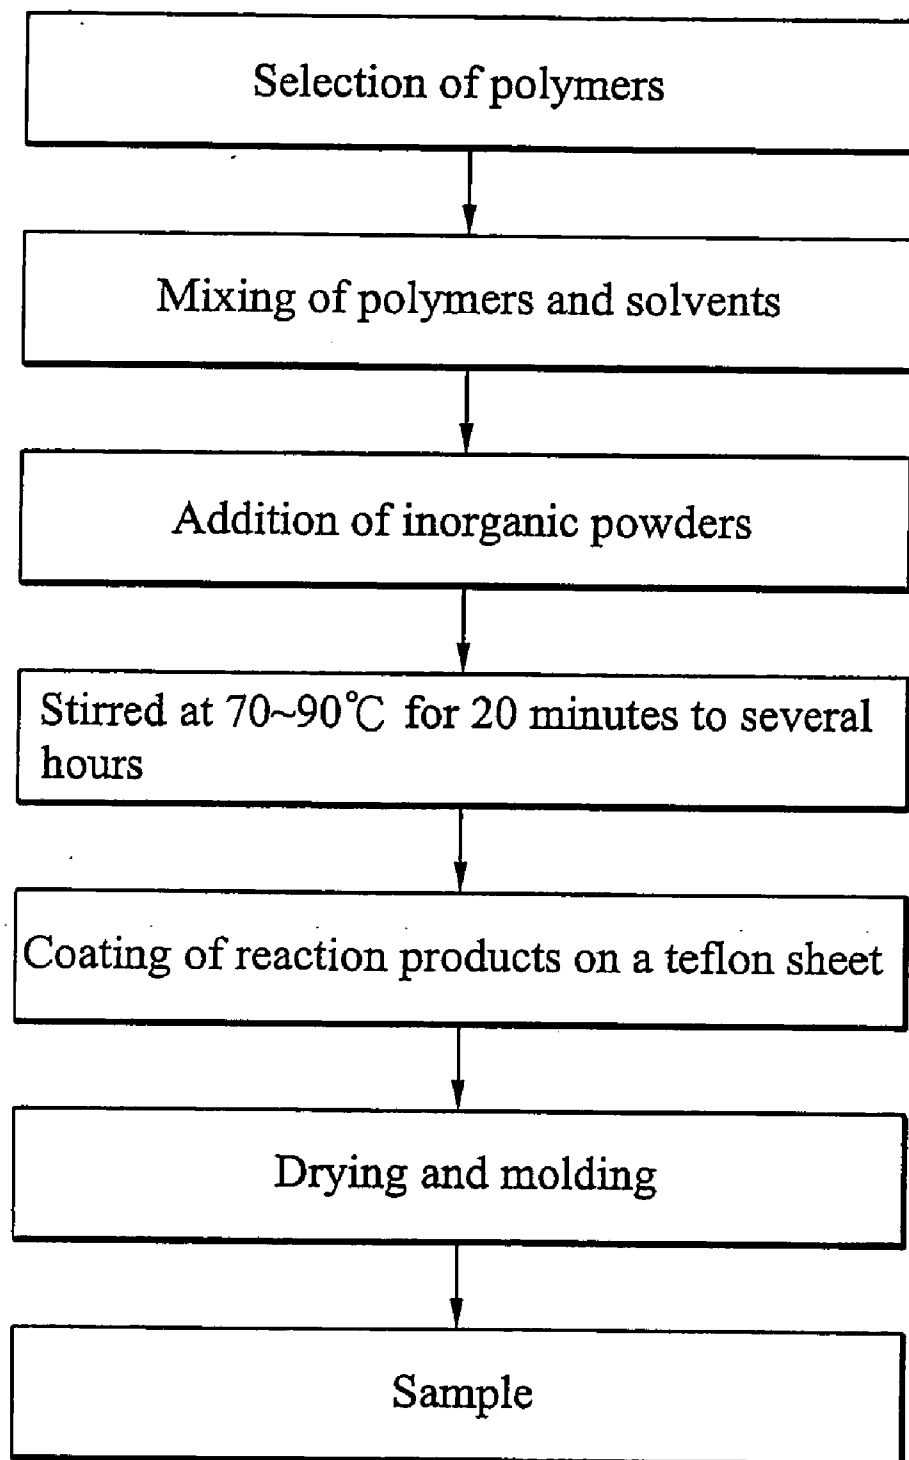 Selection of polymers
Mixing of polymers and solvents
Addition of inorganic powders
Stirred at 70~90℃ for 20 minutes to several
hours
Coating of reaction products on a teflon sheet
Drying and molding
Sample